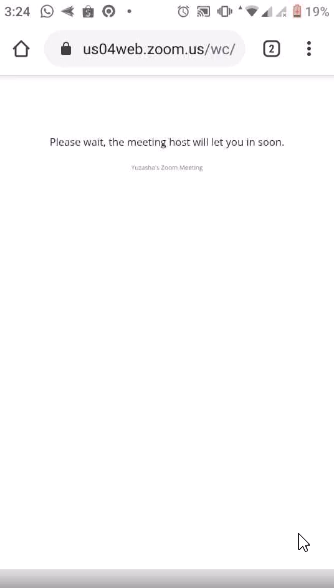 3:24
19%
us04web.zoom.us/wc/
2
Please wait, the meeting host will let you in soon.
Zoom Meeting